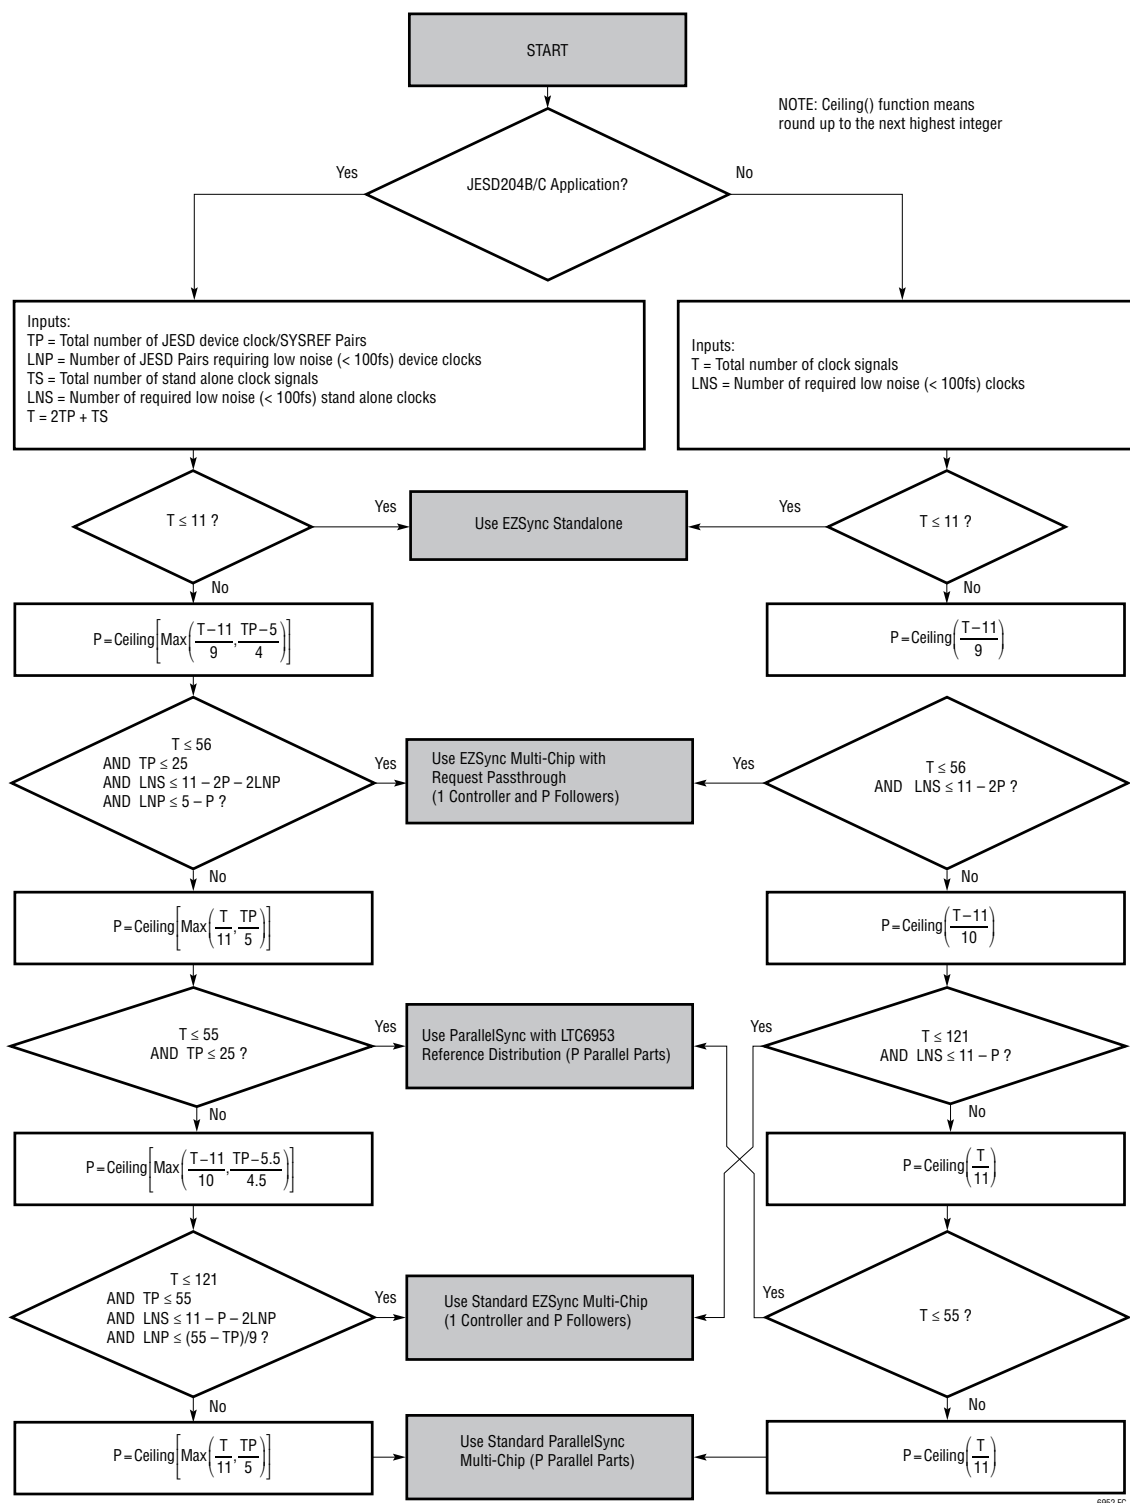 START
NOTE: Ceiling() function means
round up to the next highest integer
Yes
JESD204B/C Application?
No
Inputs:
TP = Total number of JESD device clock/SYSREF Pairs
LNP = Number of JESD Pairs requiring low noise (< 100fs) device clocks
TS = Total number of stand alone clock signals
LNS = Number of required low noise (< 100fs) stand alone clocks
T = 2TP + TS
Inputs:
T = Total number of clock signals
LNS = Number of required low noise (< 100fs) clocks
T ≤ 11 ?
Yes
Use EZSync Standalone
Yes
T ≤ 11 ?
No
No
P = Ceiling[Max(T–11/9, TP–5/4)]
P = Ceiling(T–11/9)
T ≤ 56
AND TP ≤ 25
AND LNS ≤ 11 – 2P – 2LNP
AND LNP ≤ 5 – P ?
Yes
Use EZSync Multi-Chip with
Request Passthrough
(1 Controller and P Followers)
Yes
T ≤ 56
AND LNS ≤ 11 – 2P ?
No
No
P = Ceiling[Max(T/11, TP/5)]
P = Ceiling(T–11/10)
T ≤ 55
AND TP ≤ 25 ?
Yes
Use ParallelSync with LTC6953
Reference Distribution (P Parallel Parts)
Yes
T ≤ 121
AND LNS ≤ 11 – P ?
No
No
P = Ceiling[Max(T–11/10, TP–5.5/4.5)]
P = Ceiling(T/11)
T ≤ 121
AND TP ≤ 55
AND LNS ≤ 11 – P – 2LNP
AND LNP ≤ (55 – TP)/9 ?
Yes
Use Standard EZSync Multi-Chip
(1 Controller and P Followers)
Yes
T ≤ 55 ?
No
No
P = Ceiling[Max(T/11, TP/5)]
Use Standard ParallelSync
Multi-Chip (P Parallel Parts)
P = Ceiling(T/11)